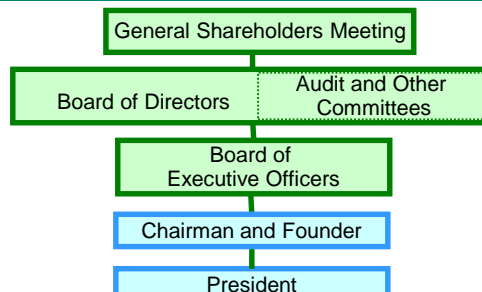 General Shareholders Meeting
Board of Directors
Audit and Other
Committees
Board of
Executive Officers
Chairman and Founder
President